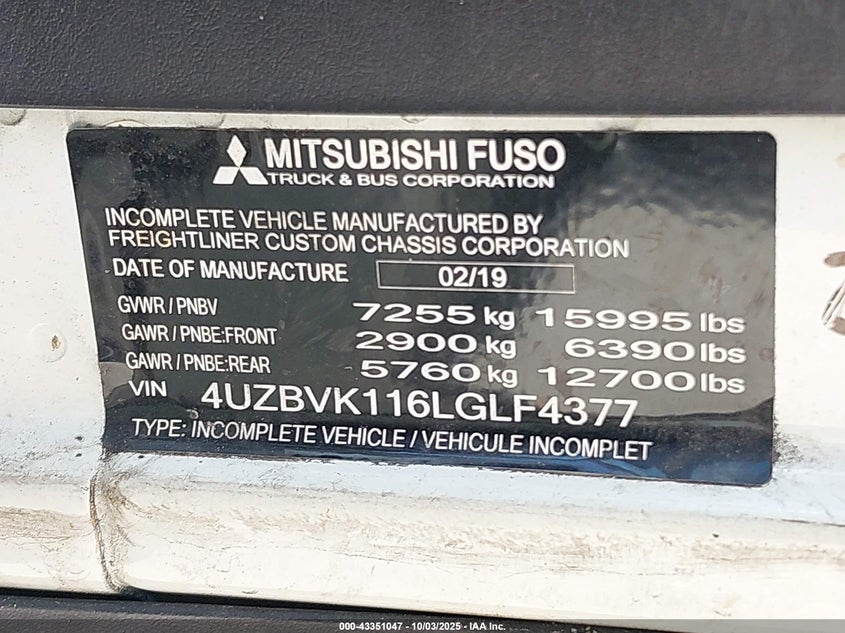 MITSUBISHI FUSO
TRUCK & BUS CORPORATION
INCOMPLETE VEHICLE MANUFACTURED BY
FREIGHTLINER CUSTOM CHASSIS CORPORATION
DATE OF MANUFACTURE 02/19
GVWR / PNBV 7255 kg 15995 lbs
GAWR / PNBE:FRONT 2900 kg 6390 lbs
GAWR / PNBE:REAR 5760 kg 12700 lbs
VIN 4UZBVK116LGLF4377
TYPE: INCOMPLETE VEHICLE / VEHICULE INCOMPLET
000-43351047 - 10/03/2025 - IAA Inc.